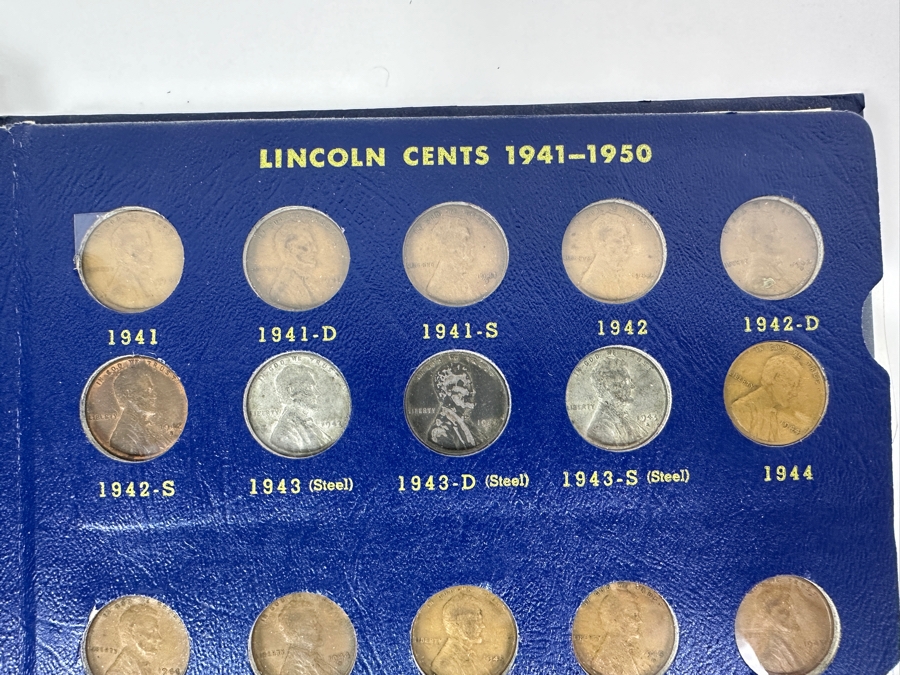 LINCOLN CENTS 1941–1950
1941 1941-D 1941-S 1942 1942-D
1942-S 1943 (Steel) 1943-D (Steel) 1943-S (Steel) 1944